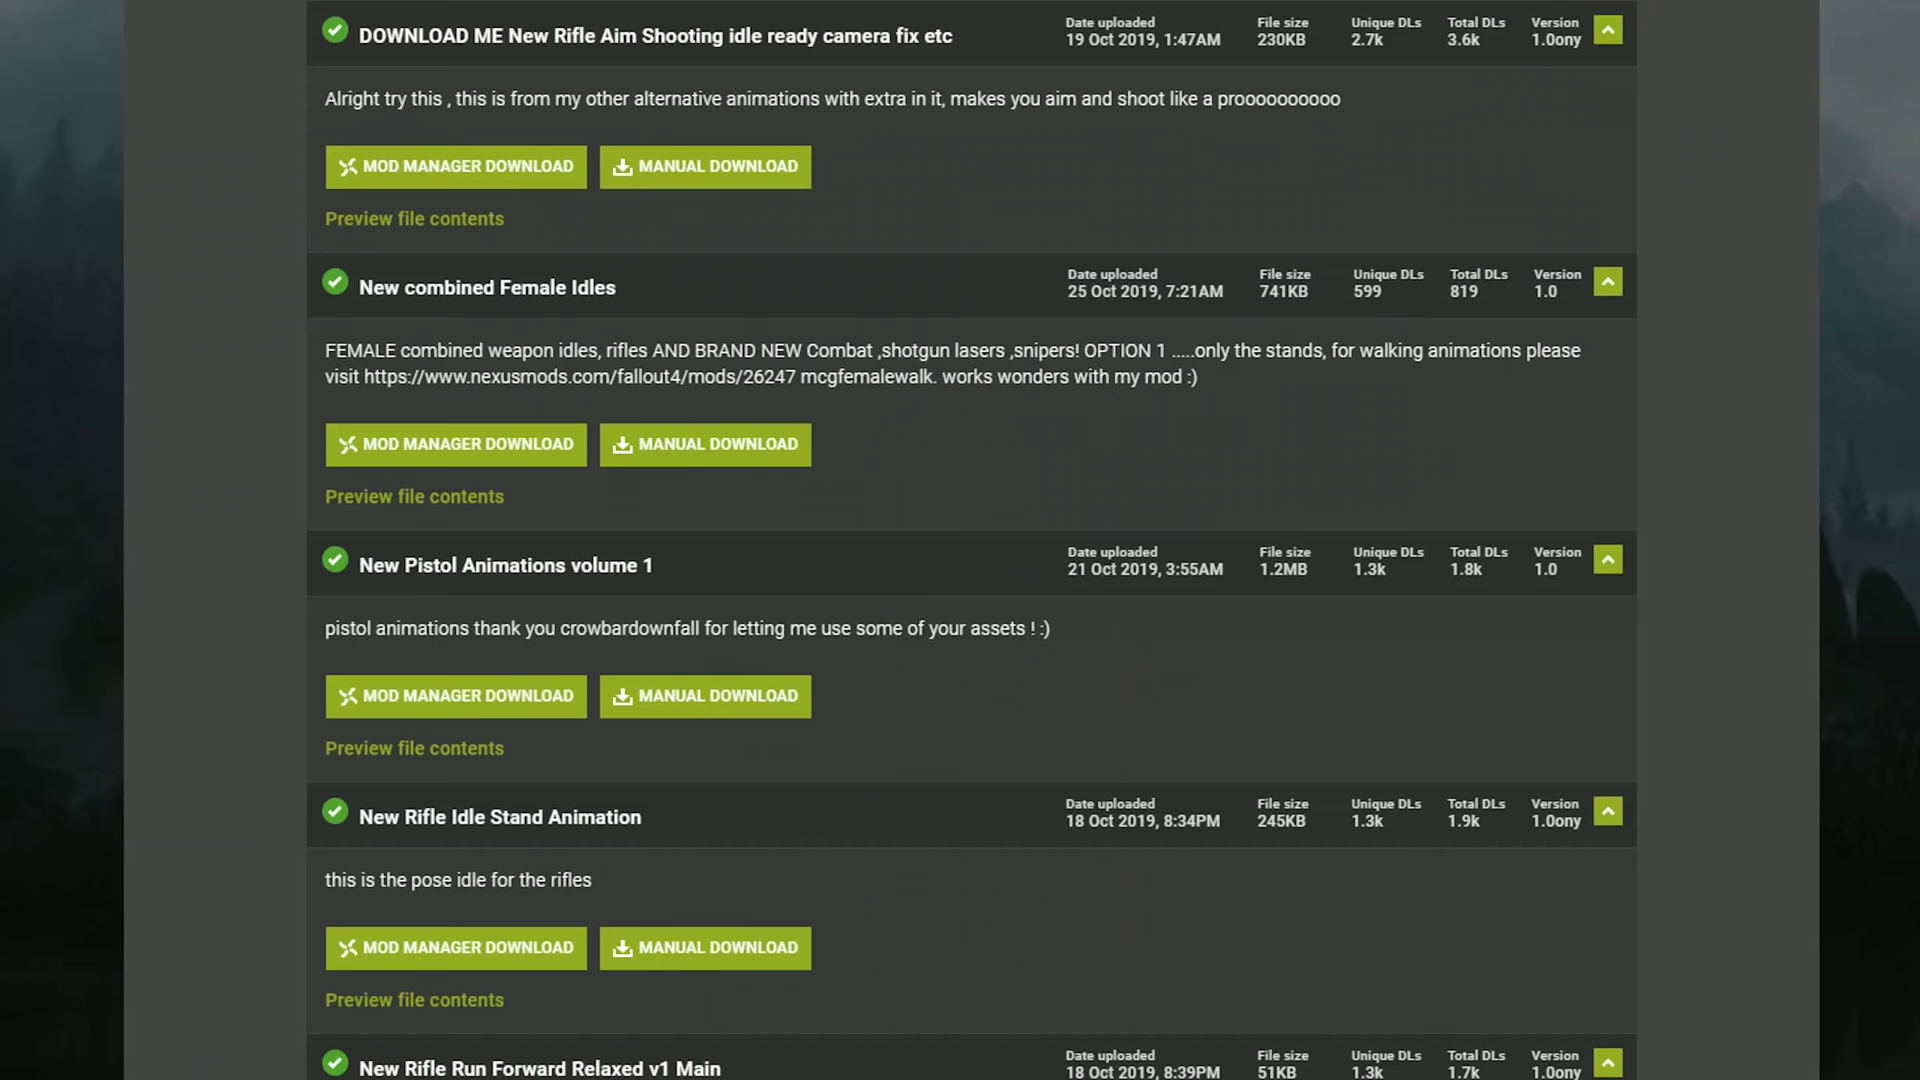 DOWNLOAD ME New Rifle Aim Shooting idle ready camera fix etc
Date uploaded
19 Oct 2019, 1:47AM
File size
230KB
Unique DLs
2.7k
Total DLs
3.6k
Version
1.0ony
Alright try this , this is from my other alternative animations with extra in it, makes you aim and shoot like a proooooooooo
MOD MANAGER DOWNLOAD
MANUAL DOWNLOAD
Preview file contents
New combined Female Idles
Date uploaded
25 Oct 2019, 7:21AM
File size
741KB
Unique DLs
599
Total DLs
819
Version
1.0
FEMALE combined weapon idles, rifles AND BRAND NEW Combat ,shotgun lasers ,snipers! OPTION 1 .....only the stands, for walking animations please
visit https://www.nexusmods.com/fallout4/mods/26247 mcgfemalewalk. works wonders with my mod :)
MOD MANAGER DOWNLOAD
MANUAL DOWNLOAD
Preview file contents
New Pistol Animations volume 1
Date uploaded
21 Oct 2019, 3:55AM
File size
1.2MB
Unique DLs
1.3k
Total DLs
1.8k
Version
1.0
pistol animations thank you crowbardownfall for letting me use some of your assets ! :)
MOD MANAGER DOWNLOAD
MANUAL DOWNLOAD
Preview file contents
New Rifle Idle Stand Animation
Date uploaded
18 Oct 2019, 8:34PM
File size
245KB
Unique DLs
1.3k
Total DLs
1.9k
Version
1.0ony
this is the pose idle for the rifles
MOD MANAGER DOWNLOAD
MANUAL DOWNLOAD
Preview file contents
New Rifle Run Forward Relaxed v1 Main
Date uploaded
18 Oct 2019, 8:39PM
File size
51KB
Unique DLs
1.3k
Total DLs
1.7k
Version
1.0ony